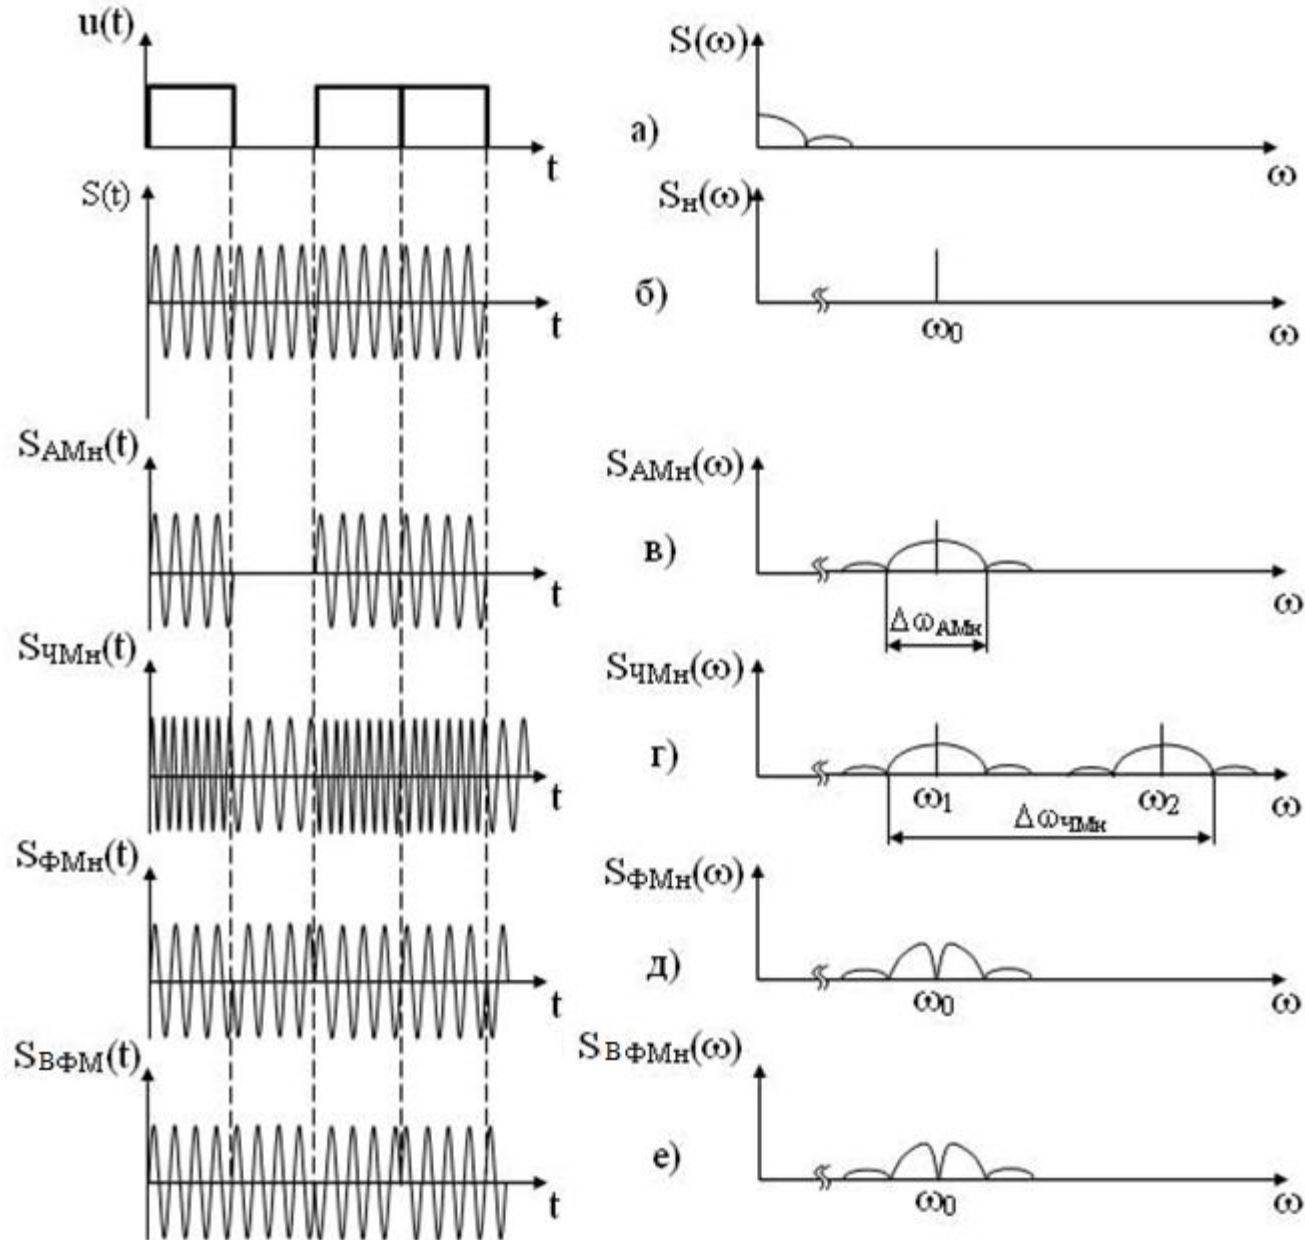 u(t)
t
S(ω)
а)
ω
S(t)
t
Sн(ω)
б)
ω0
ω
SАМн(t)
t
SАМн(ω)
в)
ω
ΔωАМн
SЧМн(t)
t
SЧМн(ω)
г)
ω1
ω2
ω
ΔωЧМн
SФМн(t)
t
SФМн(ω)
д)
ω0
ω
SВФМ(t)
t
SВФМн(ω)
е)
ω0
ω